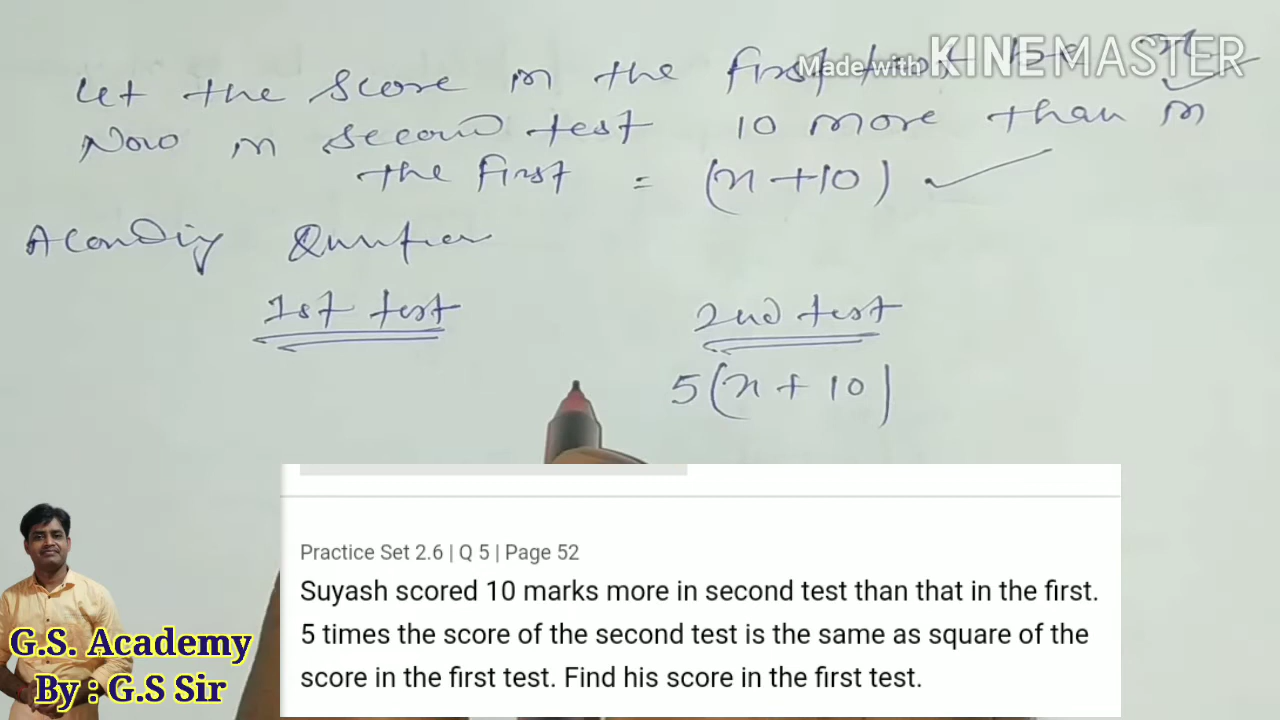 Made with KINEMASTER
Let the score in the first test be x
Now in second test 10 more than in
the first = (x + 10)
According Question
1st test 2nd test
5(x + 10)
Practice Set 2.6 | Q 5 | Page 52
Suyash scored 10 marks more in second test than that in the first.
5 times the score of the second test is the same as square of the
score in the first test. Find his score in the first test.
G.S. Academy
By : G.S Sir